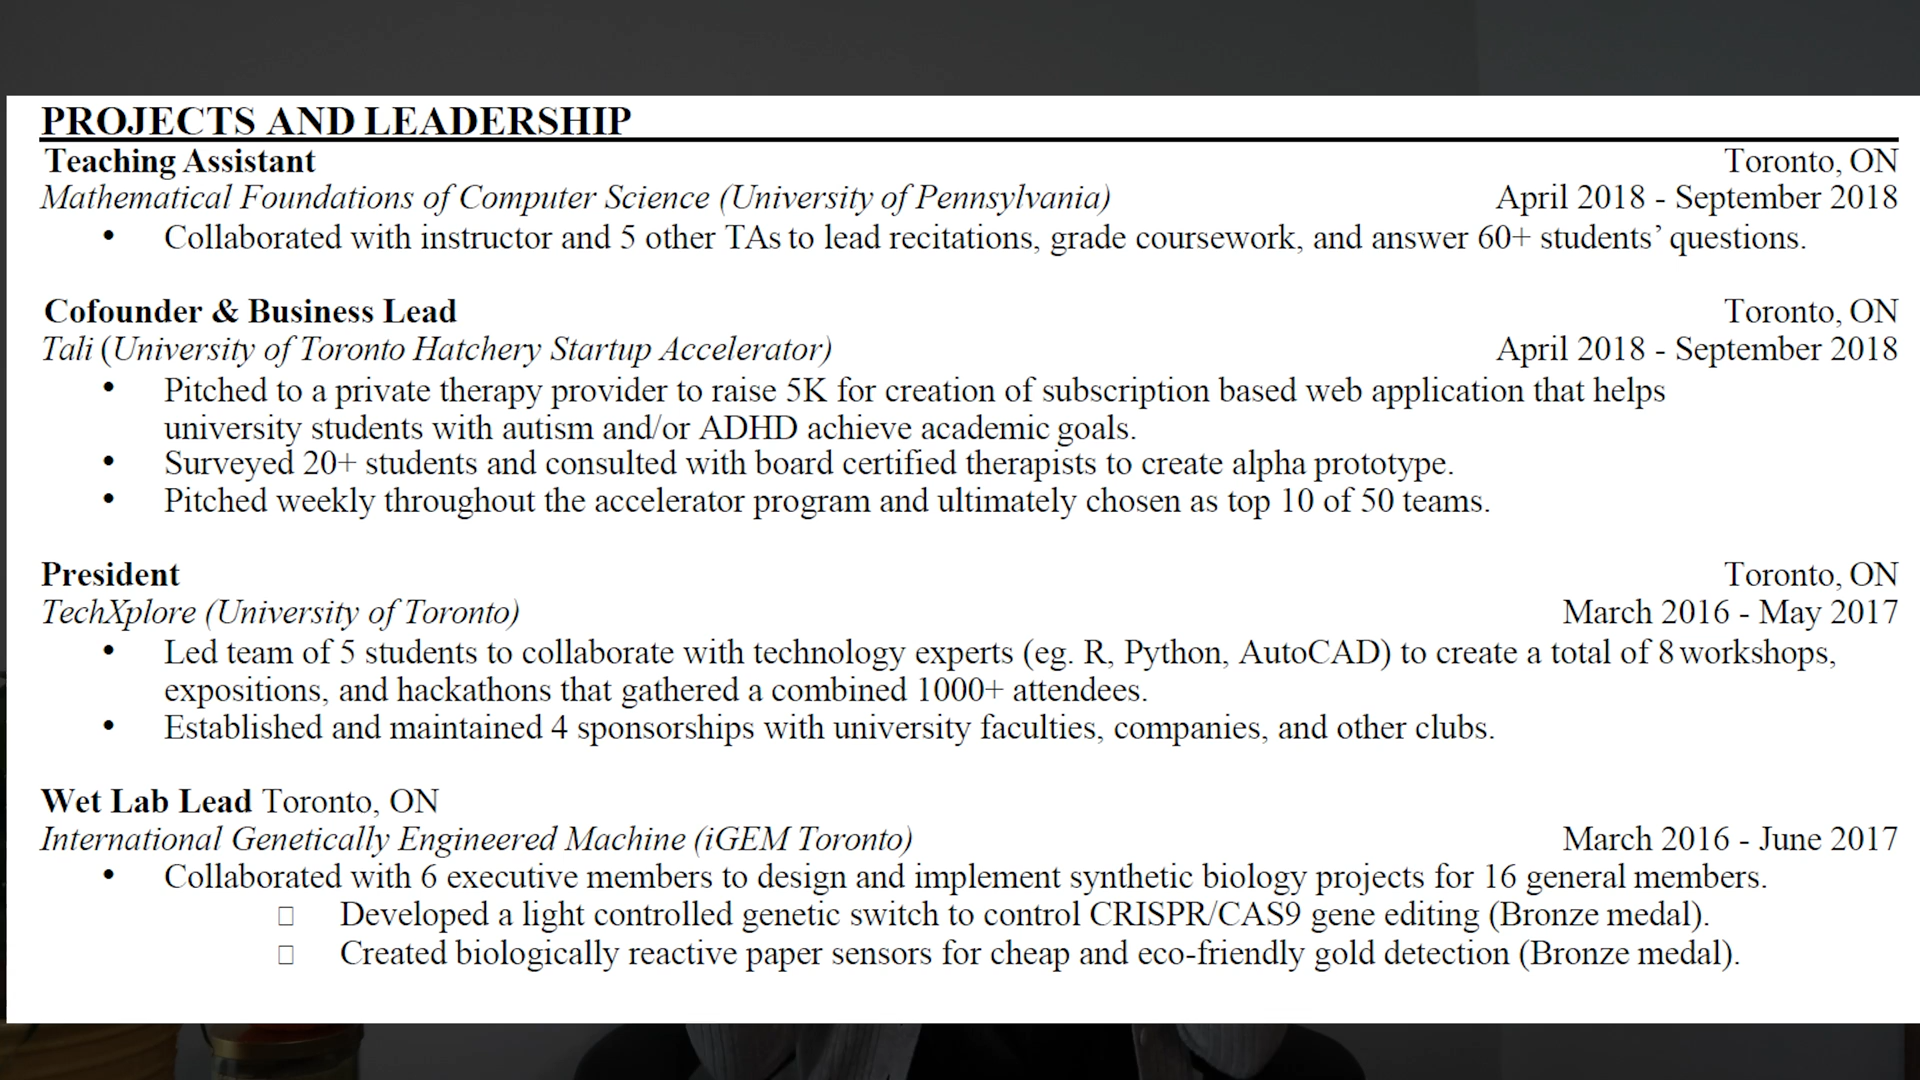 PROJECTS AND LEADERSHIP
Teaching Assistant Toronto, ON
Mathematical Foundations of Computer Science (University of Pennsylvania) April 2018 - September 2018
• Collaborated with instructor and 5 other TAs to lead recitations, grade coursework, and answer 60+ students’ questions.
Cofounder & Business Lead Toronto, ON
Tali (University of Toronto Hatchery Startup Accelerator) April 2018 - September 2018
• Pitched to a private therapy provider to raise 5K for creation of subscription based web application that helps
university students with autism and/or ADHD achieve academic goals.
• Surveyed 20+ students and consulted with board certified therapists to create alpha prototype.
• Pitched weekly throughout the accelerator program and ultimately chosen as top 10 of 50 teams.
President Toronto, ON
TechXplore (University of Toronto) March 2016 - May 2017
• Led team of 5 students to collaborate with technology experts (eg. R, Python, AutoCAD) to create a total of 8 workshops,
expositions, and hackathons that gathered a combined 1000+ attendees.
• Established and maintained 4 sponsorships with university faculties, companies, and other clubs.
Wet Lab Lead Toronto, ON
International Genetically Engineered Machine (iGEM Toronto) March 2016 - June 2017
• Collaborated with 6 executive members to design and implement synthetic biology projects for 16 general members.
Developed a light controlled genetic switch to control CRISPR/CAS9 gene editing (Bronze medal).
Created biologically reactive paper sensors for cheap and eco-friendly gold detection (Bronze medal).